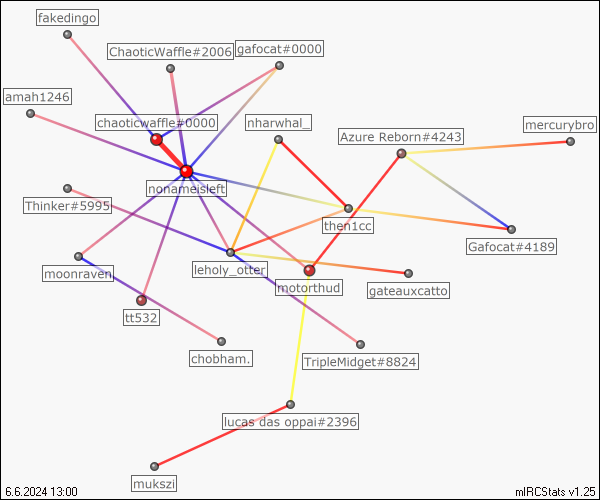 fakedingo
ChaoticWaffle#2006
gafocat#0000
amah1246
chaoticwaffle#0000
nharwhal_
Azure Reborn#4243
mercurybro
nonameisleft
Thinker#5995
then1cc
Gafocat#4189
moonraven
leholy_otter
motorthud
gateauxcatto
tt532
chobham.
TripleMidget#8824
lucas das oppai#2396
mukszi
6.6.2024 13:00
mIRCStats v1.25